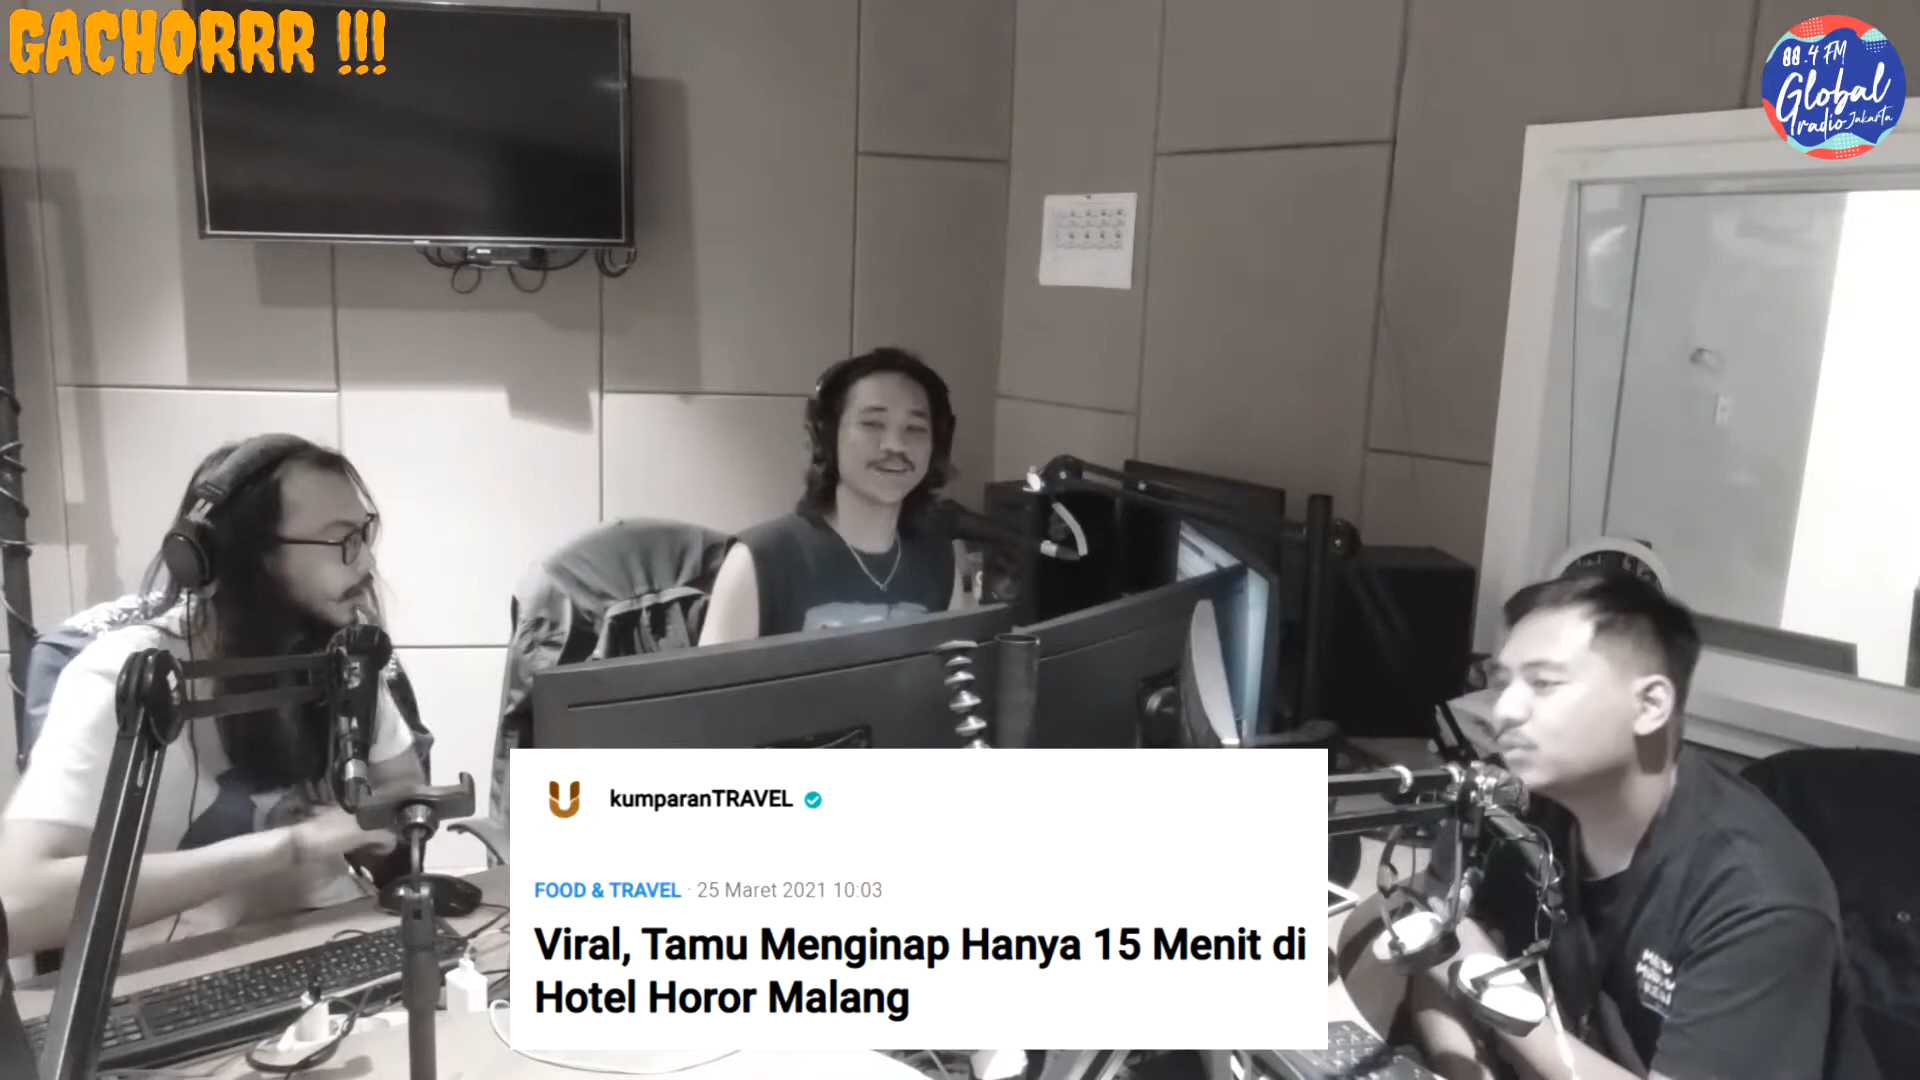 GACHORRR !!!
88.4 FM
Global
radio Jakarta
kumparanTRAVEL
FOOD & TRAVEL · 25 Maret 2021 10:03
Viral, Tamu Menginap Hanya 15 Menit di
Hotel Horor Malang